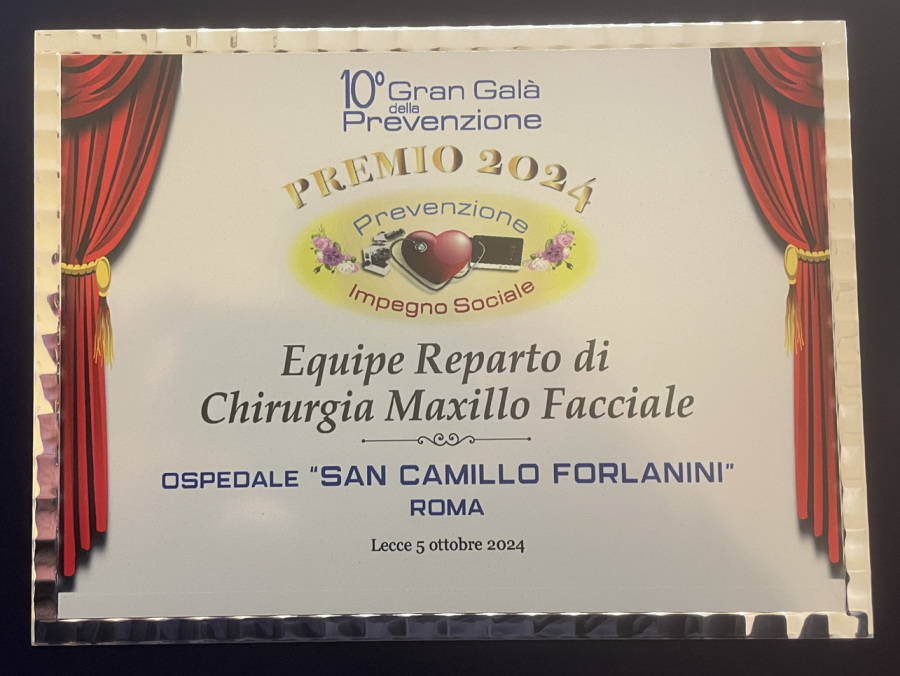 10° Gran Galà
della
Prevenzione
PREMIO 2024
Prevenzione
Impegno Sociale
Equipe Reparto di
Chirurgia Maxillo Facciale
OSPEDALE “SAN CAMILLO FORLANINI”
ROMA
Lecce 5 ottobre 2024